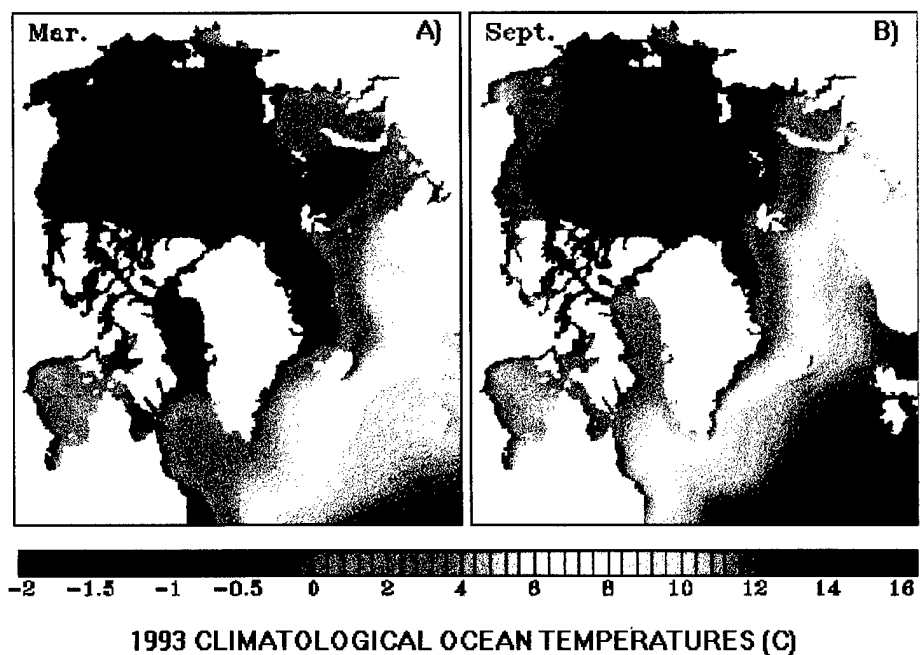 Mar.
A)
Sept.
B)
-2 -1.5 -1 -0.5 0 2 4 6 8 10 12 14 16
1993 CLIMATOLOGICAL OCEAN TEMPERATURES (C)